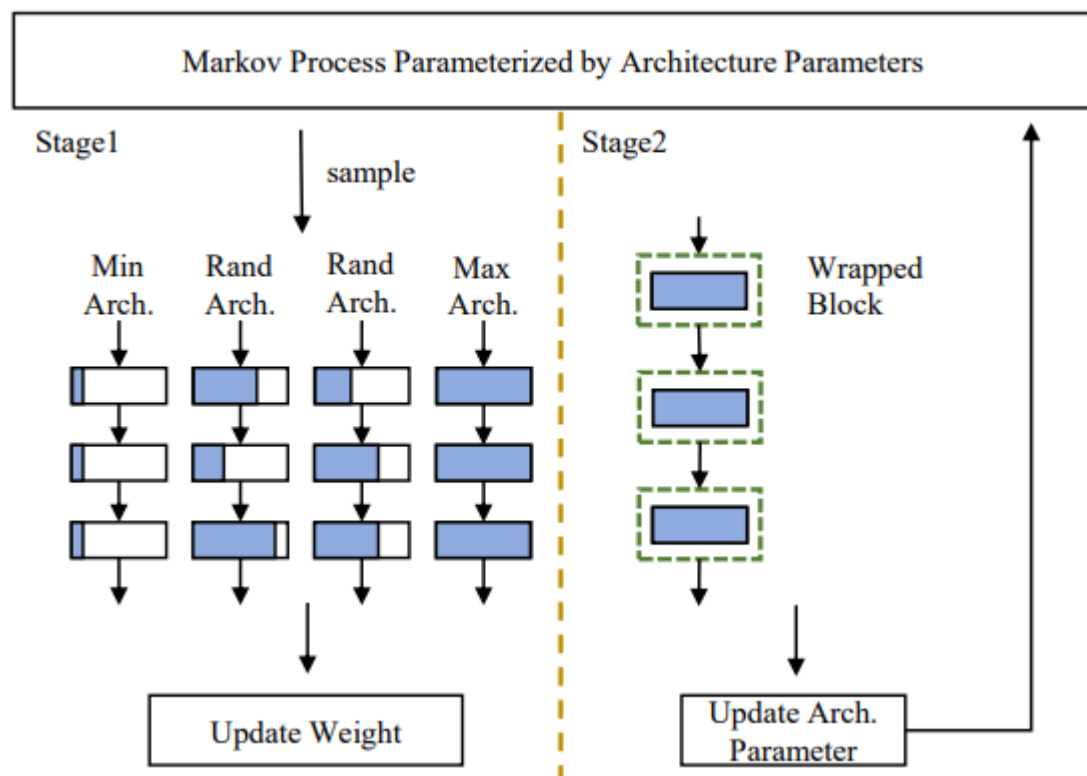 Markov Process Parameterized by Architecture Parameters
Stage1
sample
Min
Arch.
Rand
Arch.
Rand
Arch.
Max
Arch.
Update Weight
Stage2
Wrapped
Block
Update Arch.
Parameter